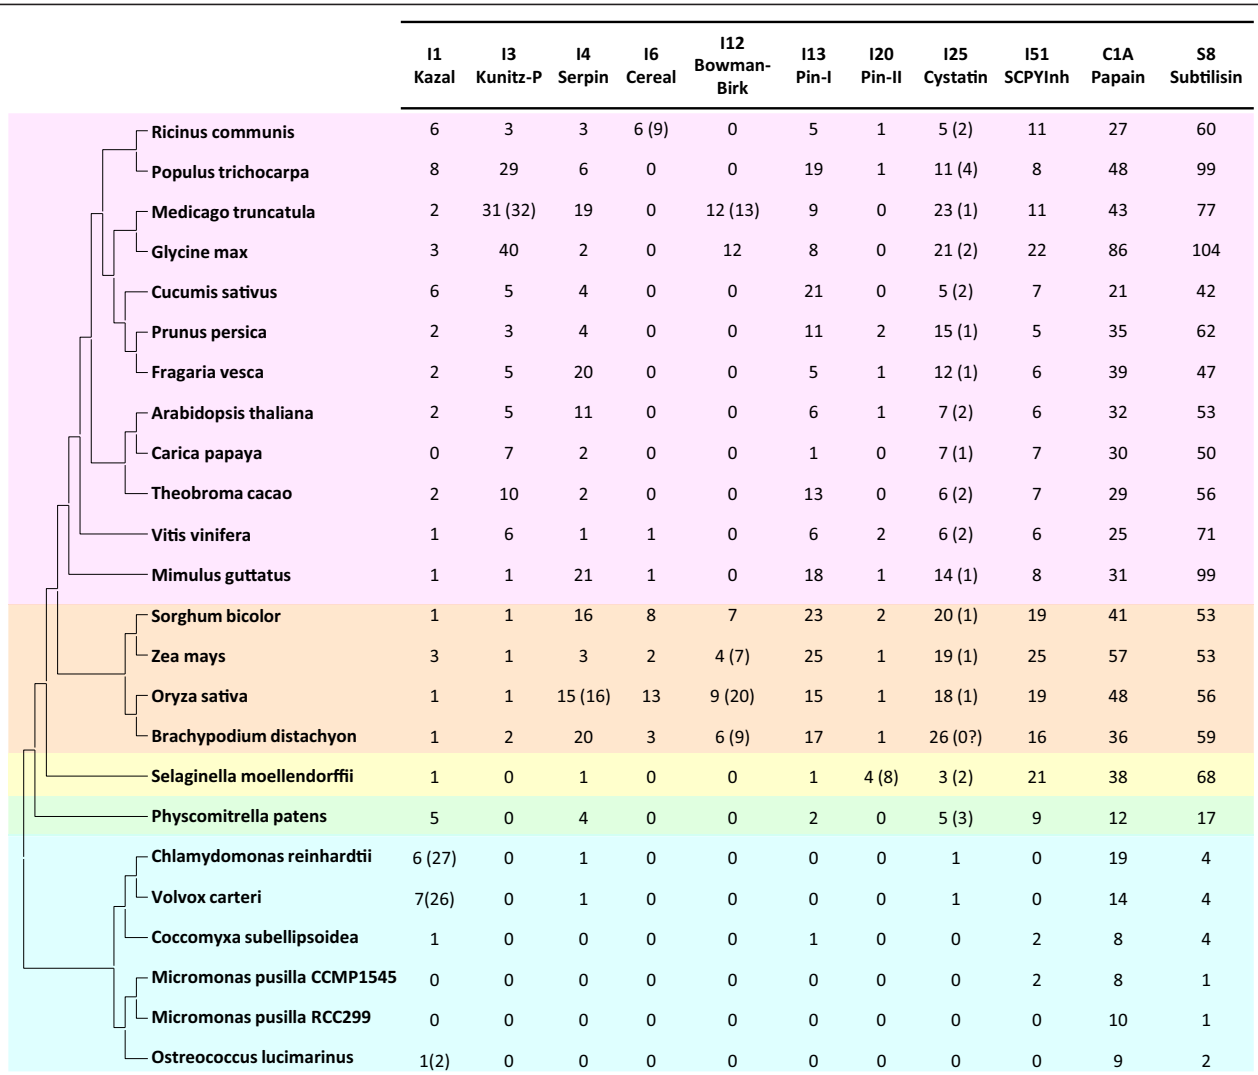 I1 Kazal I3 Kunitz-P I4 Serpin I6 Cereal I12 Bowman-Birk I13 Pin-I I20 Pin-II I25 Cystatin I51 SCPYInh C1A Papain S8 Subtilisin
Ricinus communis 6 3 3 6 (9) 0 5 1 5 (2) 11 27 60
Populus trichocarpa 8 29 6 0 0 19 1 11 (4) 8 48 99
Medicago truncatula 2 31 (32) 19 0 12 (13) 9 0 23 (1) 11 43 77
Glycine max 3 40 2 0 12 8 0 21 (2) 22 86 104
Cucumis sativus 6 5 4 0 0 21 0 5 (2) 7 21 42
Prunus persica 2 3 4 0 0 11 2 15 (1) 5 35 62
Fragaria vesca 2 5 20 0 0 5 1 12 (1) 6 39 47
Arabidopsis thaliana 2 5 11 0 0 6 1 7 (2) 6 32 53
Carica papaya 0 7 2 0 0 1 0 7 (1) 7 30 50
Theobroma cacao 2 10 2 0 0 13 0 6 (2) 7 29 56
Vitis vinifera 1 6 1 1 0 6 2 6 (2) 6 25 71
Mimulus guttatus 1 1 21 1 0 18 1 14 (1) 8 31 99
Sorghum bicolor 1 1 16 8 7 23 2 20 (1) 19 41 53
Zea mays 3 1 3 2 4 (7) 25 1 19 (1) 25 57 53
Oryza sativa 1 1 15 (16) 13 9 (20) 15 1 18 (1) 19 48 56
Brachypodium distachyon 1 2 20 3 6 (9) 17 1 26 (0?) 16 36 59
Selaginella moellendorffii 1 0 1 0 0 1 4 (8) 3 (2) 21 38 68
Physcomitrella patens 5 0 4 0 0 2 0 5 (3) 9 12 17
Chlamydomonas reinhardtii 6 (27) 0 1 0 0 0 0 1 0 19 4
Volvox carteri 7(26) 0 1 0 0 0 0 1 0 14 4
Coccomyxa subellipsoidea 1 0 0 0 0 1 0 0 2 8 4
Micromonas pusilla CCMP1545 0 0 0 0 0 0 0 0 2 8 1
Micromonas pusilla RCC299 0 0 0 0 0 0 0 0 0 10 1
Ostreococcus lucimarinus 1(2) 0 0 0 0 0 0 0 0 9 2